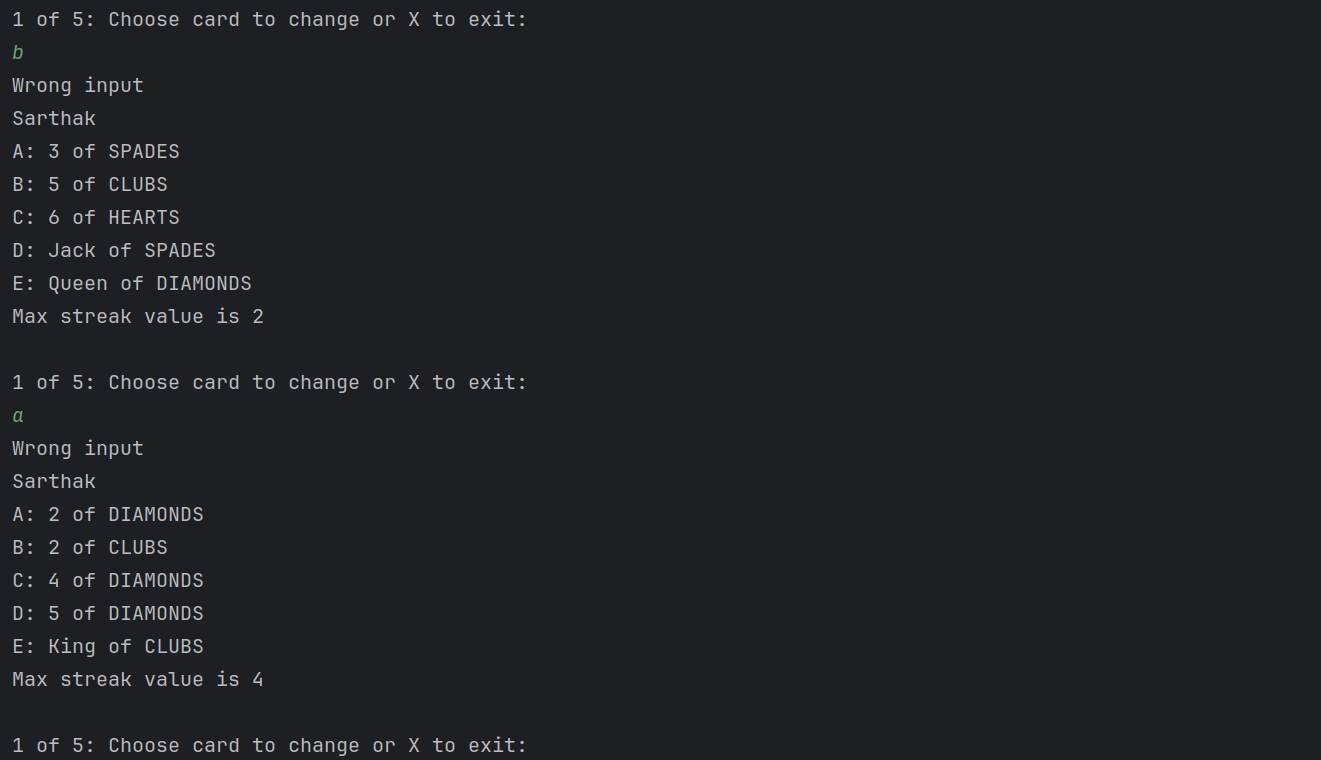 1 of 5: Choose card to change or X to exit:
b
Wrong input
Sarthak
A: 3 of SPADES
B: 5 of CLUBS
C: 6 of HEARTS
D: Jack of SPADES
E: Queen of DIAMONDS
Max streak value is 2
1 of 5: Choose card to change or X to exit:
a
Wrong input
Sarthak
A: 2 of DIAMONDS
B: 2 of CLUBS
C: 4 of DIAMONDS
D: 5 of DIAMONDS
E: King of CLUBS
Max streak value is 4
1 of 5: Choose card to change or X to exit: